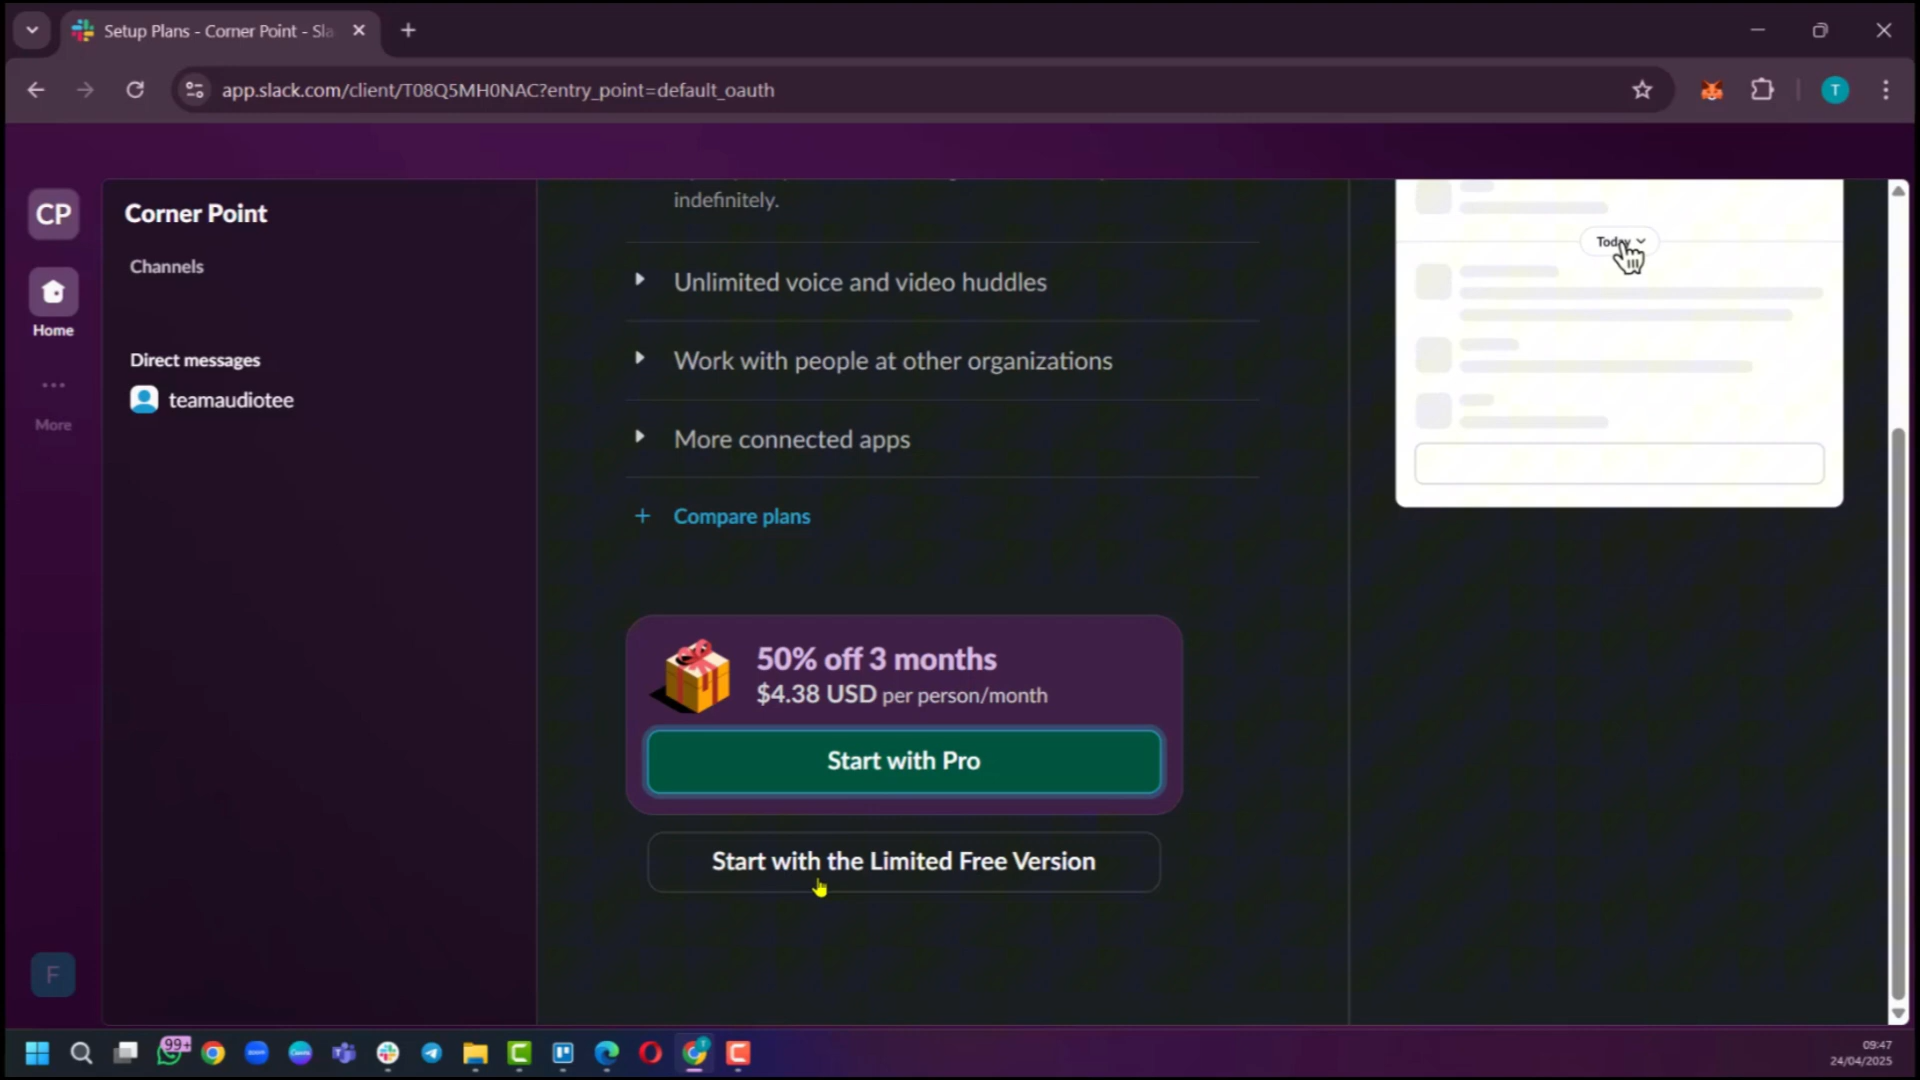 Setup Plans - Corner Point - Sla
app.slack.com/client/T08Q5MH0NAC?entry_point=default_oauth
T
CP
Home
More
F
Corner Point
Channels
Direct messages
teamaudiotee
indefinitely.
Unlimited voice and video huddles
Work with people at other organizations
More connected apps
+ Compare plans
50% off 3 months
$4.38 USD per person/month
Start with Pro
Start with the Limited Free Version
Today
99+
09:47
24/04/2025